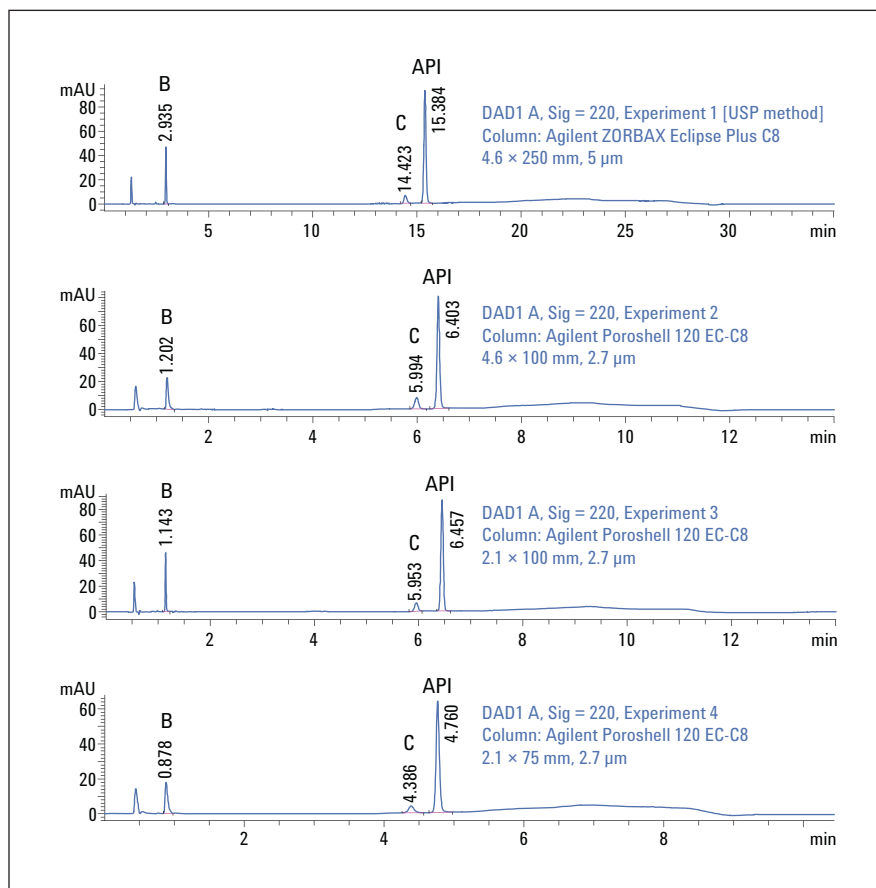 mAU
80
60
40
20
0
B
2.935
C
14.423
API
15.384
DAD1 A, Sig = 220, Experiment 1 [USP method]
Column: Agilent ZORBAX Eclipse Plus C8
4.6 × 250 mm, 5 µm
5
10
15
20
25
30
min
mAU
60
40
20
0
B
1.202
C
5.994
API
6.403
DAD1 A, Sig = 220, Experiment 2
Column: Agilent Poroshell 120 EC-C8
4.6 × 100 mm, 2.7 µm
2
4
6
8
10
12
min
mAU
80
60
40
20
0
B
1.143
C
5.953
API
6.457
DAD1 A, Sig = 220, Experiment 3
Column: Agilent Poroshell 120 EC-C8
2.1 × 100 mm, 2.7 µm
2
4
6
8
10
12
min
mAU
60
40
20
0
B
0.878
C
4.386
API
4.760
DAD1 A, Sig = 220, Experiment 4
Column: Agilent Poroshell 120 EC-C8
2.1 × 75 mm, 2.7 µm
2
4
6
8
min